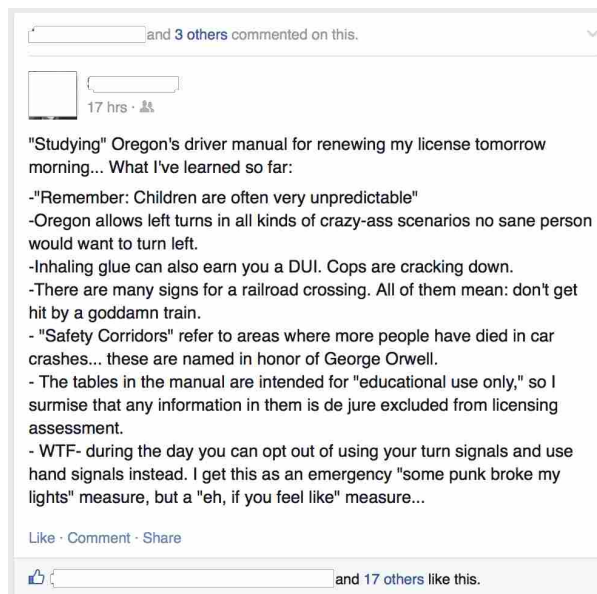 and 3 others commented on this.
17 hrs ·
"Studying" Oregon's driver manual for renewing my license tomorrow
morning... What I've learned so far:
-"Remember: Children are often very unpredictable"
-Oregon allows left turns in all kinds of crazy-ass scenarios no sane person
would want to turn left.
-Inhaling glue can also earn you a DUI. Cops are cracking down.
-There are many signs for a railroad crossing. All of them mean: don't get
hit by a goddamn train.
- "Safety Corridors" refer to areas where more people have died in car
crashes... these are named in honor of George Orwell.
- The tables in the manual are intended for "educational use only," so I
surmise that any information in them is de jure excluded from licensing
assessment.
- WTF- during the day you can opt out of using your turn signals and use
hand signals instead. I get this as an emergency "some punk broke my
lights" measure, but a "eh, if you feel like" measure...
Like · Comment · Share
and 17 others like this.